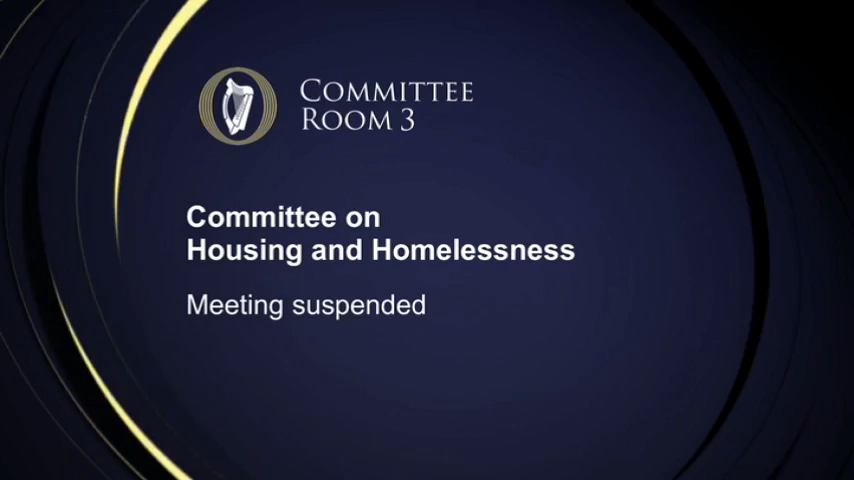 COMMITTEE
ROOM 3
Committee on
Housing and Homelessness
Meeting suspended